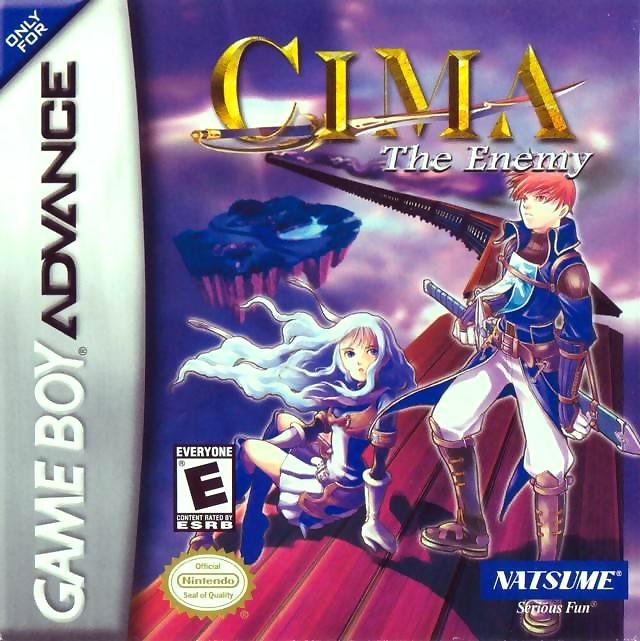 ONLY
FOR
GAME BOY ADVANCE
CIMA
The Enemy
EVERYONE
E
CONTENT RATED BY
ESRB
Official
Nintendo
Seal of Quality
NATSUME®
Serious Fun®